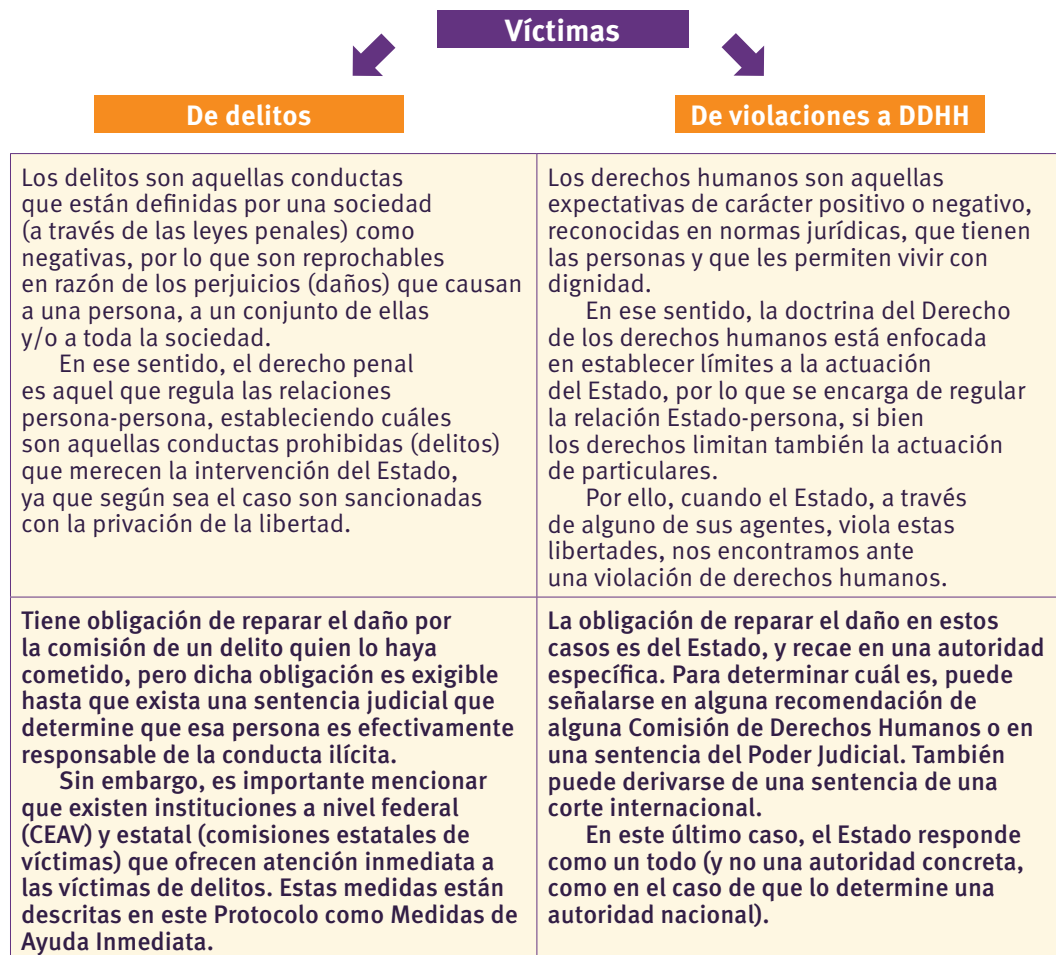 Víctimas
De delitos
De violaciones a DDHH
Los delitos son aquellas conductas
que están definidas por una sociedad
(a través de las leyes penales) como
negativas, por lo que son reprochables
en razón de los perjuicios (daños) que causan
a una persona, a un conjunto de ellas
y/o a toda la sociedad.
En ese sentido, el derecho penal
es aquel que regula las relaciones
persona-persona, estableciendo cuáles
son aquellas conductas prohibidas (delitos)
que merecen la intervención del Estado,
ya que según sea el caso son sancionadas
con la privación de la libertad.
Los derechos humanos son aquellas
expectativas de carácter positivo o negativo,
reconocidas en normas jurídicas, que tienen
las personas y que les permiten vivir con
dignidad.
En ese sentido, la doctrina del Derecho
de los derechos humanos está enfocada
en establecer límites a la actuación
del Estado, por lo que se encarga de regular
la relación Estado-persona, si bien
los derechos limitan también la actuación
de particulares.
Por ello, cuando el Estado, a través
de alguno de sus agentes, viola estas
libertades, nos encontramos ante
una violación de derechos humanos.
Tiene obligación de reparar el daño por
la comisión de un delito quien lo haya
cometido, pero dicha obligación es exigible
hasta que exista una sentencia judicial que
determine que esa persona es efectivamente
responsable de la conducta ilícita.
Sin embargo, es importante mencionar
que existen instituciones a nivel federal
(CEAV) y estatal (comisiones estatales de
víctimas) que ofrecen atención inmediata a
las víctimas de delitos. Estas medidas están
descritas en este Protocolo como Medidas de
Ayuda Inmediata.
La obligación de reparar el daño en estos
casos es del Estado, y recae en una autoridad
específica. Para determinar cuál es, puede
señalarse en alguna recomendación de
alguna Comisión de Derechos Humanos o en
una sentencia del Poder Judicial. También
puede derivarse de una sentencia de una
corte internacional.
En este último caso, el Estado responde
como un todo (y no una autoridad concreta,
como en el caso de que lo determine una
autoridad nacional).